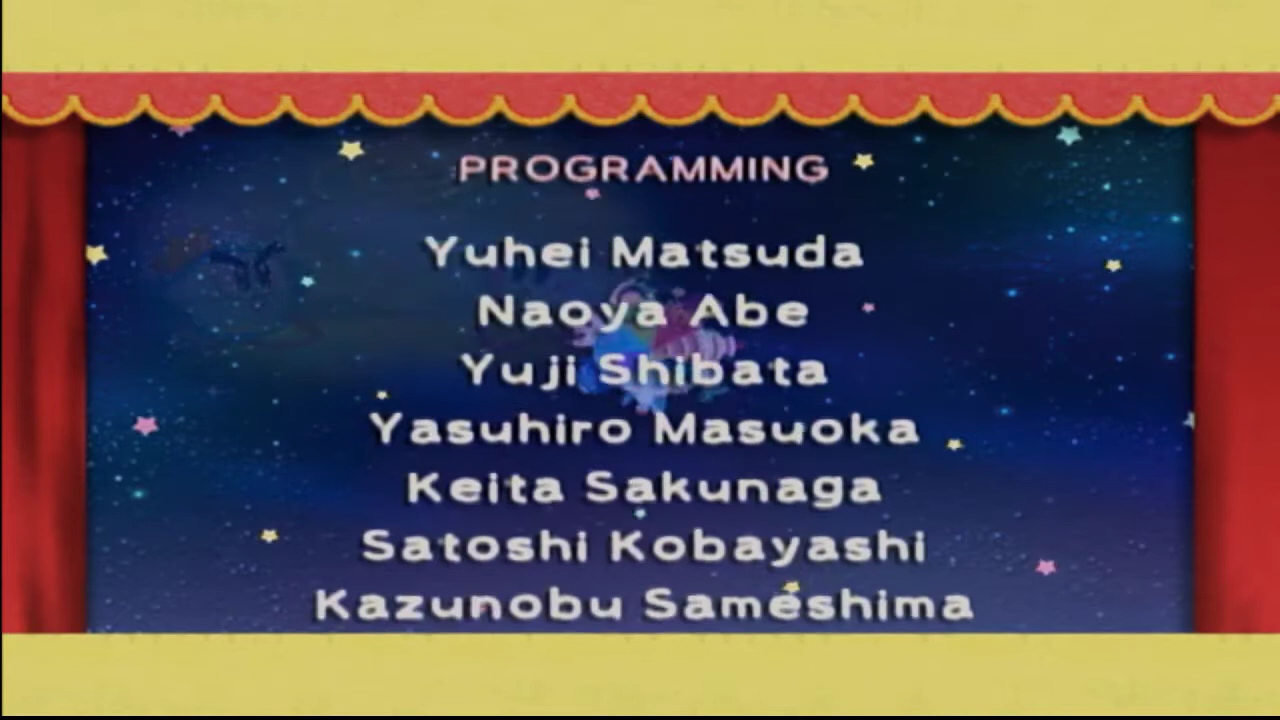 PROGRAMMING
Yuhei Matsuda
Naoya Abe
Yuji Shibata
Yasuhiro Masuoka
Keita Sakunaga
Satoshi Kobayashi
Kazunobu Sameshima